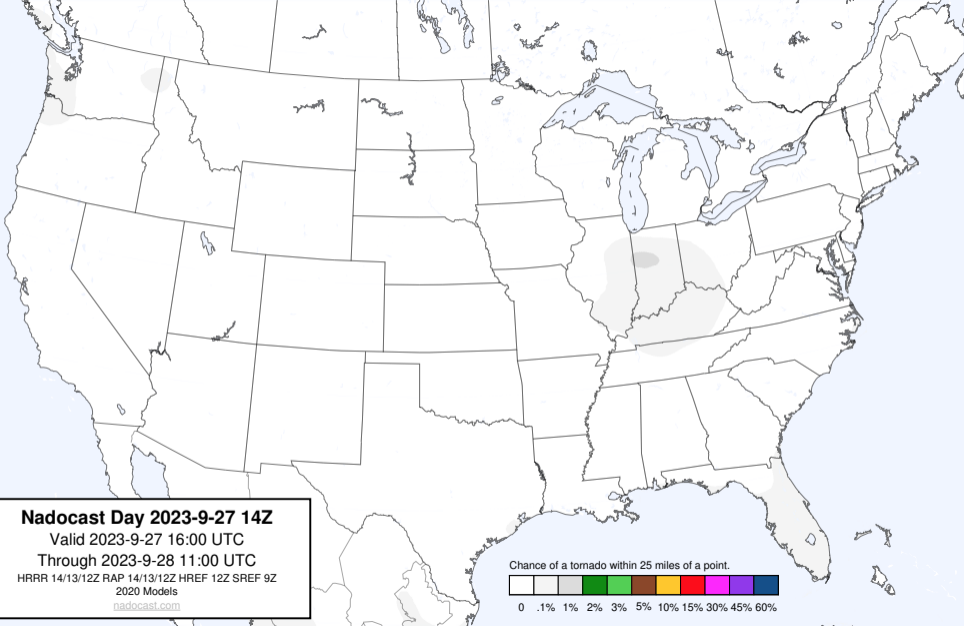 Nadocast Day 2023-9-27 14Z
Valid 2023-9-27 16:00 UTC
Through 2023-9-28 11:00 UTC
HRRR 14/13/12Z RAP 14/13/12Z HREF 12Z SREF 9Z
2020 Models
nadocast.com
Chance of a tornado within 25 miles of a point.
0 .1% 1% 2% 3% 5% 10% 15% 30% 45% 60%